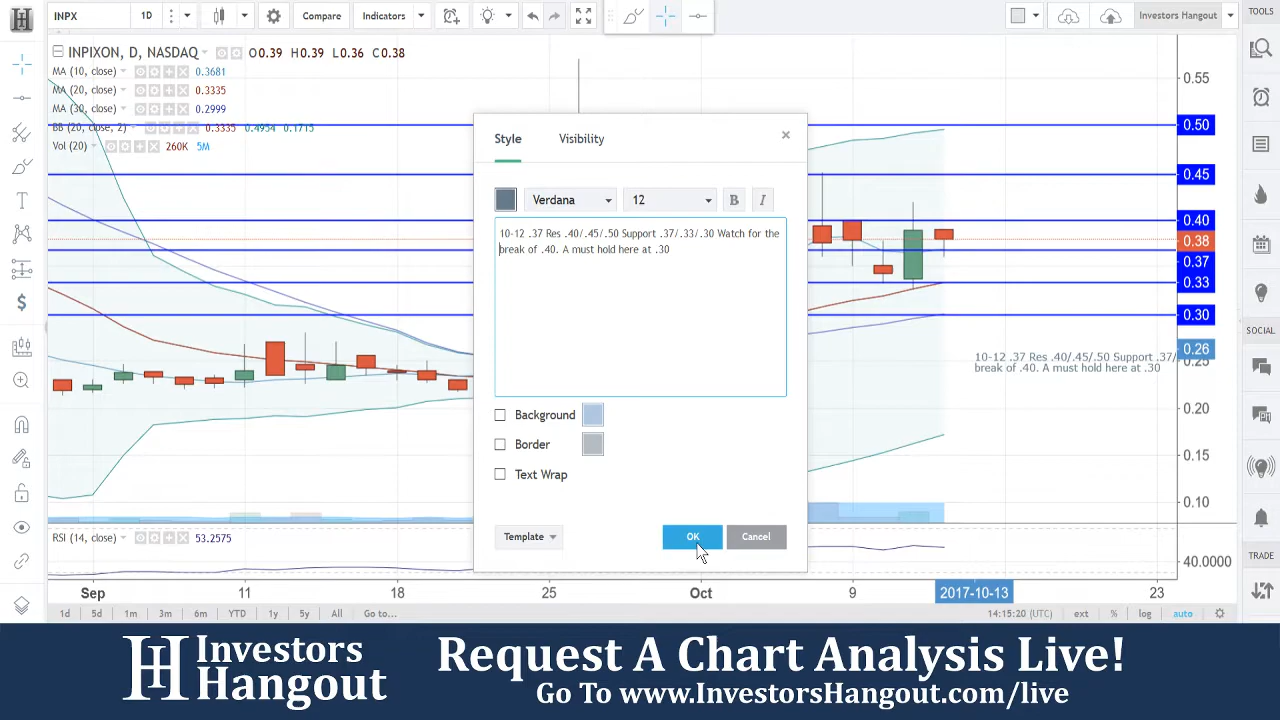 INPX
1D
Compare
Indicators
Investors Hangout
TOOLS
INPIXON, D, NASDAQ
O0.39 H0.39 L0.36 C0.38
MA (10, close) 0.3681
MA (20, close) 0.3335
MA (30, close) 0.2999
BB (20, close, 2) 0.3335 0.4954 0.1715
Vol (20) 260K 5M
Style
Visibility
Verdana
12
B
I
10-12 .37 Res .40/.45/.50 Support .37/.33/.30 Watch for the
break of .40. A must hold here at .30
Background
Border
Text Wrap
Template
OK
Cancel
0.55
0.50
0.45
0.40
0.38
0.37
0.33
0.30
0.26
0.25
0.20
0.15
0.10
40.0000
10-12 .37 Res .40/.45/.50 Support .37/
break of .40. A must hold here at .30
SOCIAL
TRADE
RSI (14, close) 53.2575
Sep
11
18
25
Oct
9
2017-10-13
23
1d
5d
1m
3m
6m
YTD
1y
5y
All
Go to...
14:15:20 (UTC)
ext
%
log
auto
H
Investors
Hangout
Request A Chart Analysis Live!
Go To www.InvestorsHangout.com/live